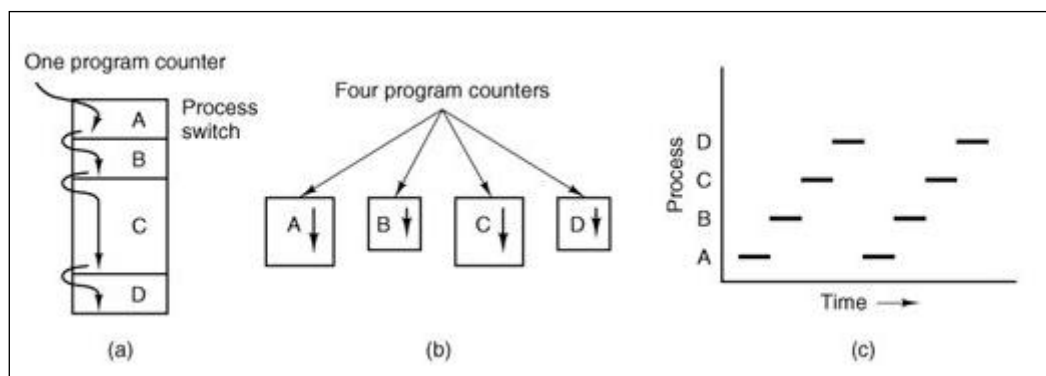 One program counter
Process
switch
A
B
C
D
(a)
Four program counters
A
B
C
D
(b)
Process
D
C
B
A
Time
(c)